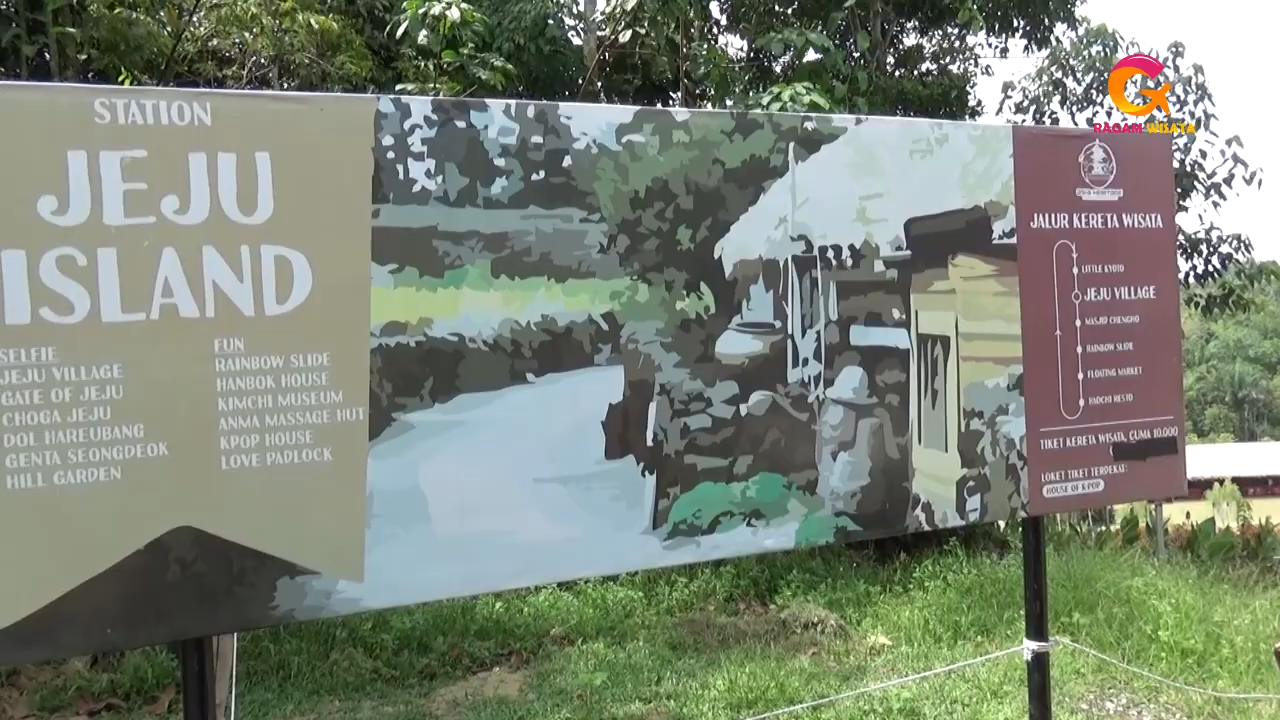 STATION
JEJU
ISLAND
SELFIE
JEJU VILLAGE
GATE OF JEJU
CHOGA JEJU
DOL HAREUBANG
GENTA SEONGDEOK
HILL GARDEN
FUN
RAINBOW SLIDE
HANBOK HOUSE
KIMCHI MUSEUM
ANMA MASSAGE HUT
KPOP HOUSE
LOVE PADLOCK
RAGAM WISATA
JALUR KERETA WISATA
LITTLE KYOTO
JEJU VILLAGE
MASJID CHENGHO
RAINBOW SLIDE
FLOATING MARKET
HAOCHI RESTO
TIKET KERETA WISATA, CUMA 10.000
LOKET TIKET TERDEKAT:
HOUSE OF K-POP